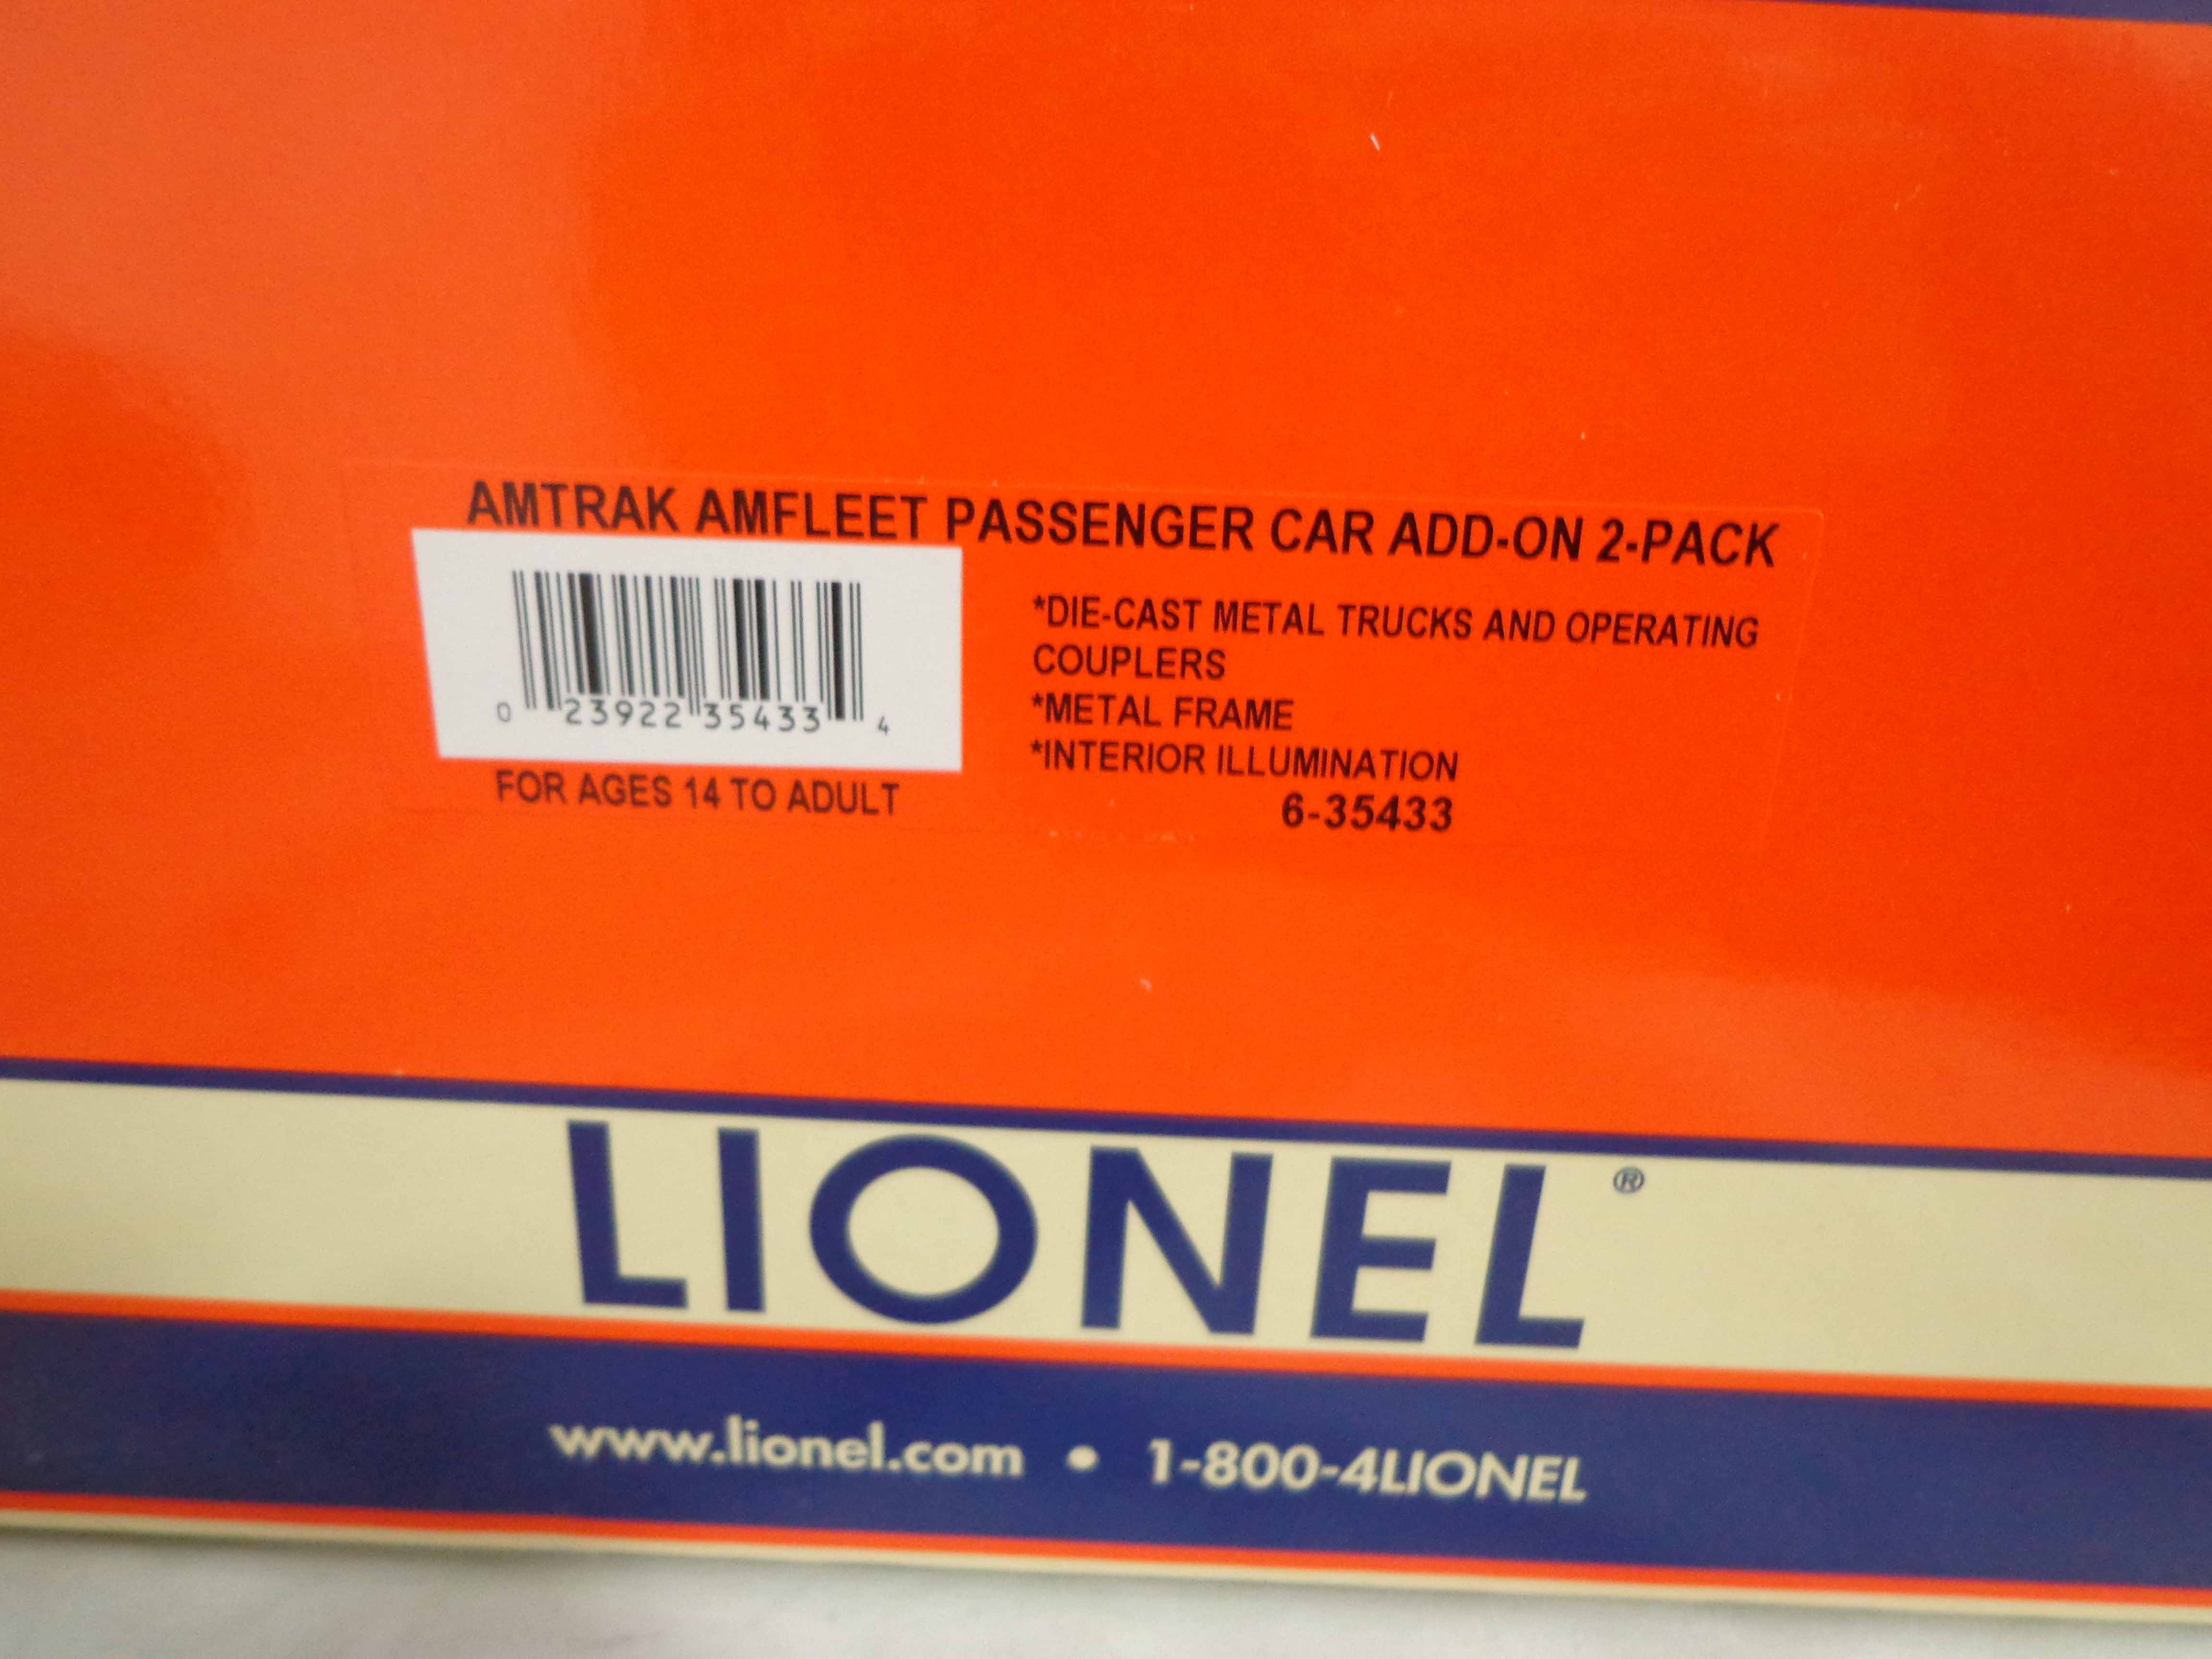 AMTRAK AMFLEET PASSENGER CAR ADD-ON 2-PACK
0 23922 35433 4
FOR AGES 14 TO ADULT
*DIE-CAST METAL TRUCKS AND OPERATING
COUPLERS
*METAL FRAME
*INTERIOR ILLUMINATION
6-35433
LIONEL®
www.lionel.com • 1-800-4LIONEL